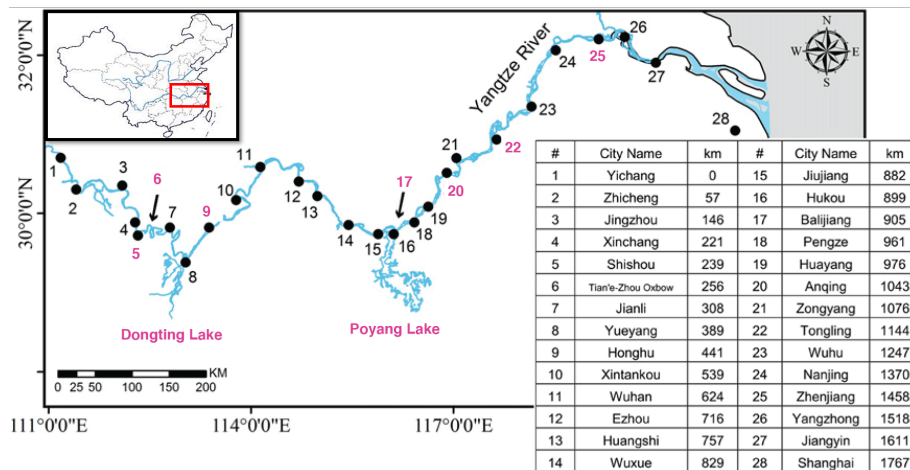 32°0'0"N
30°0'0"N
111°0'0"E
114°0'0"E
117°0'0"E
N
W
E
S
Yangtze River
1
2
3
4
5
6
7
8
9
10
11
12
13
14
15
16
17
18
19
20
21
22
23
24
25
26
27
28
Dongting Lake
Poyang Lake
KM
0 25 50 100 150 200
# City Name km # City Name km
1 Yichang 0 15 Jiujiang 882
2 Zhicheng 57 16 Hukou 899
3 Jingzhou 146 17 Balijiang 905
4 Xinchang 221 18 Pengze 961
5 Shishou 239 19 Huayang 976
6 Tian'e-Zhou Oxbow 256 20 Anqing 1043
7 Jianli 308 21 Zongyang 1076
8 Yueyang 389 22 Tongling 1144
9 Honghu 441 23 Wuhu 1247
10 Xintankou 539 24 Nanjing 1370
11 Wuhan 624 25 Zhenjiang 1458
12 Ezhou 716 26 Yangzhong 1518
13 Huangshi 757 27 Jiangyin 1611
14 Wuxue 829 28 Shanghai 1767